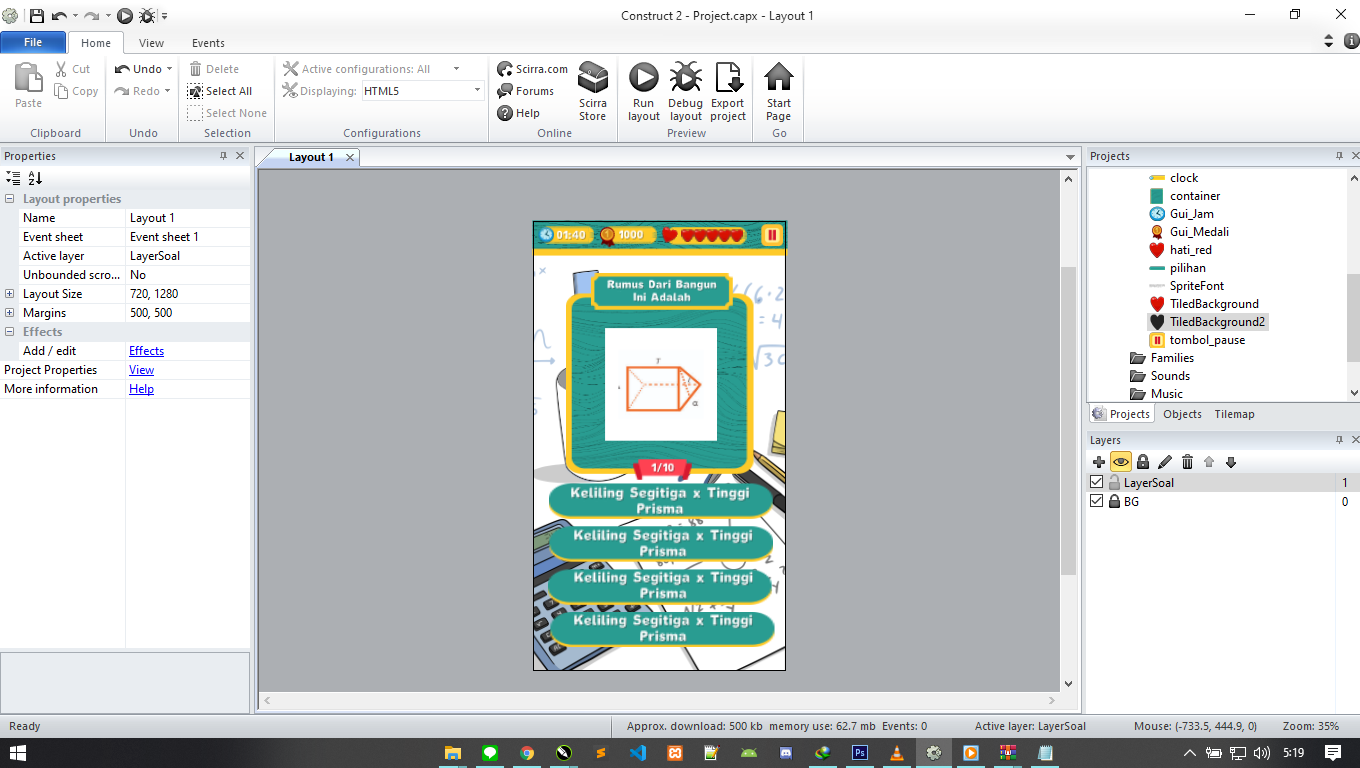 Construct 2 - Project.capx - Layout 1
File
Home
View
Events
Paste
Cut
Copy
Clipboard
Undo
Redo
Undo
Delete
Select All
Select None
Selection
Active configurations: All
Displaying:
HTML5
Configurations
Scirra.com
Forums
Help
Scirra
Store
Online
Run
layout
Debug
layout
Export
project
Preview
Start
Page
Go
Properties
Layout properties
Name
Layout 1
Event sheet
Event sheet 1
Active layer
LayerSoal
Unbounded scro...
No
Layout Size
720, 1280
Margins
500, 500
Effects
Add / edit
Effects
Project Properties
View
More information
Help
Layout 1
01:40
1000
Rumus Dari Bangun
Ini Adalah
1/10
Keliling Segitiga x Tinggi
Prisma
Keliling Segitiga x Tinggi
Prisma
Keliling Segitiga x Tinggi
Prisma
Keliling Segitiga x Tinggi
Prisma
Projects
clock
container
Gui_Jam
Gui_Medali
hati_red
pilihan
SpriteFont
TiledBackground
TiledBackground2
tombol_pause
Families
Sounds
Music
Projects
Objects
Tilemap
Layers
LayerSoal
1
BG
0
Ready
Approx. download: 500 kb
memory use: 62.7 mb
Events: 0
Active layer: LayerSoal
Mouse: (-733.5, 444.9, 0)
Zoom: 35%
5:19